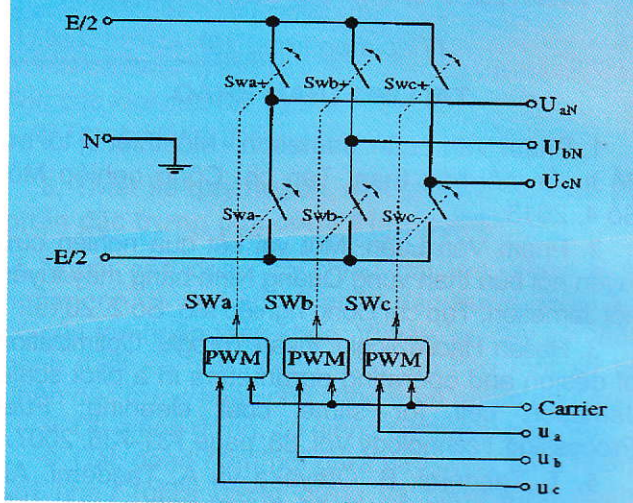 E/2
Swa+ Swb+ Swc+
UaN
N
UbN
UcN
Swa- Swb- Swc-
-E/2
SWa SWb SWc
PWM PWM PWM
Carrier
ua
ub
uc